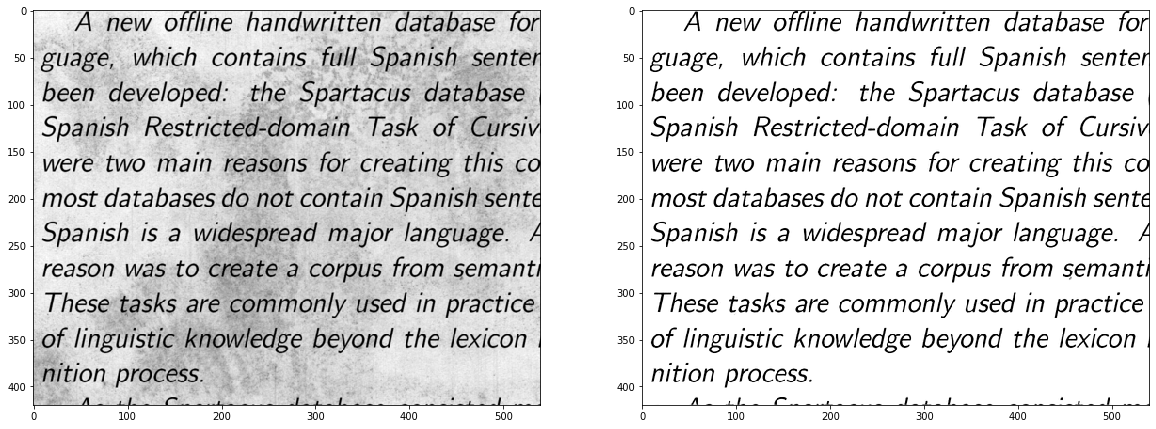 0
50
100
150
200
250
300
350
400
A new offline handwritten database for
guage, which contains full Spanish senten
been developed: the Spartacus database (
Spanish Restricted-domain Task of Cursiv
were two main reasons for creating this co
most databases do not contain Spanish sente
Spanish is a widespread major language. A
reason was to create a corpus from semanti
These tasks are commonly used in practice
of linguistic knowledge beyond the lexicon
nition process.
0 100 200 300 400 500
0
50
100
150
200
250
300
350
400
A new offline handwritten database for
guage, which contains full Spanish senten
been developed: the Spartacus database (
Spanish Restricted-domain Task of Cursiv
were two main reasons for creating this co
most databases do not contain Spanish sente
Spanish is a widespread major language. A
reason was to create a corpus from semanti
These tasks are commonly used in practice
of linguistic knowledge beyond the lexicon
nition process.
0 100 200 300 400 500